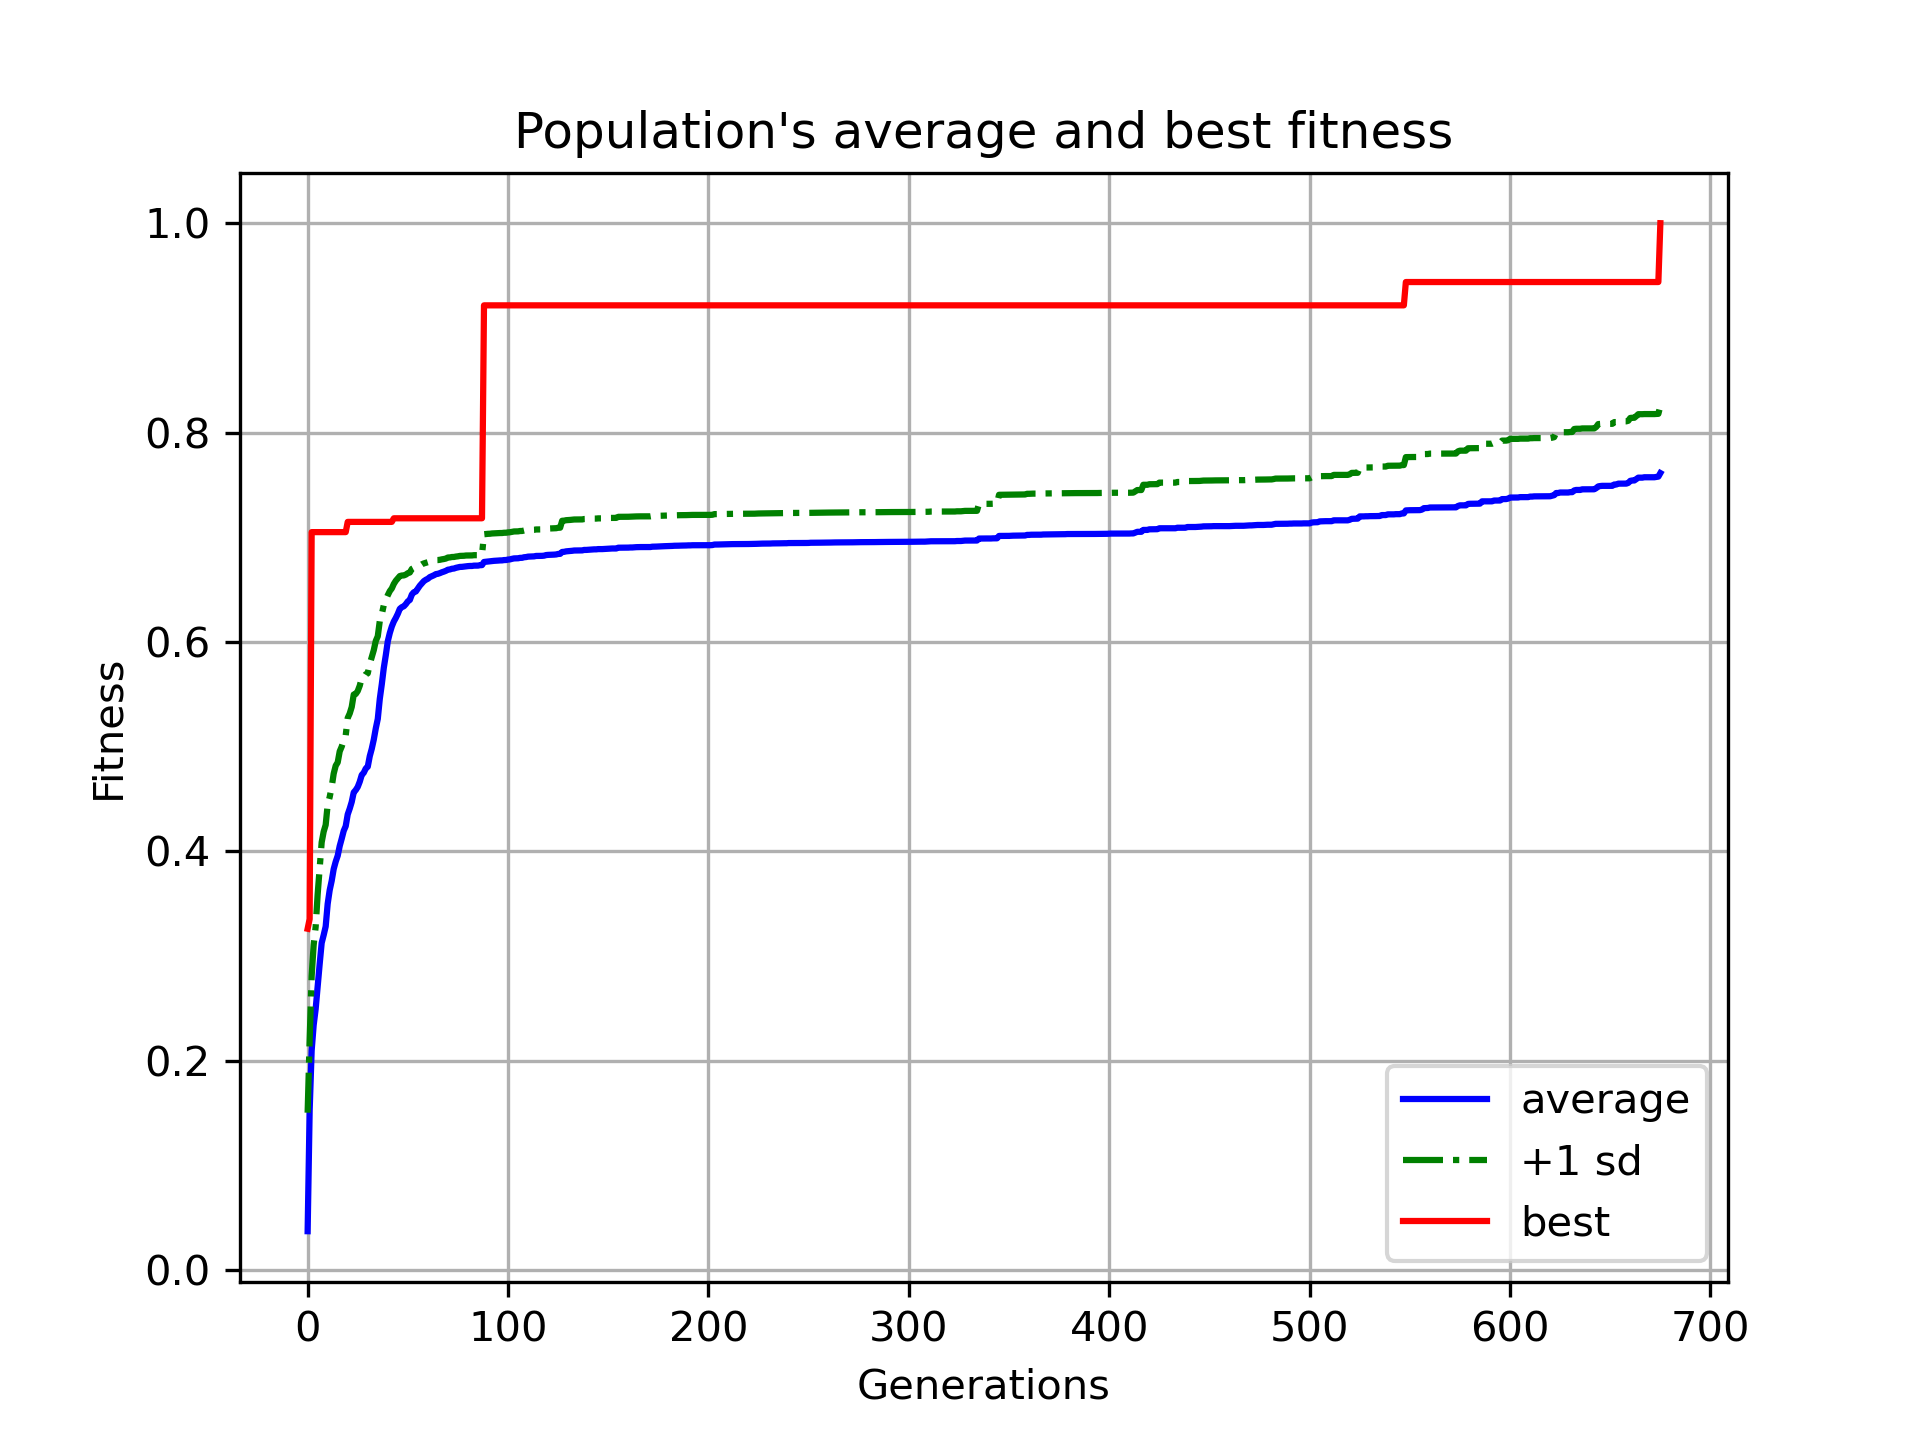 Population's average and best fitness
1.0
0.8
0.6
0.4
0.2
0.0
Fitness
0 100 200 300 400 500 600 700
Generations
average
+1 sd
best